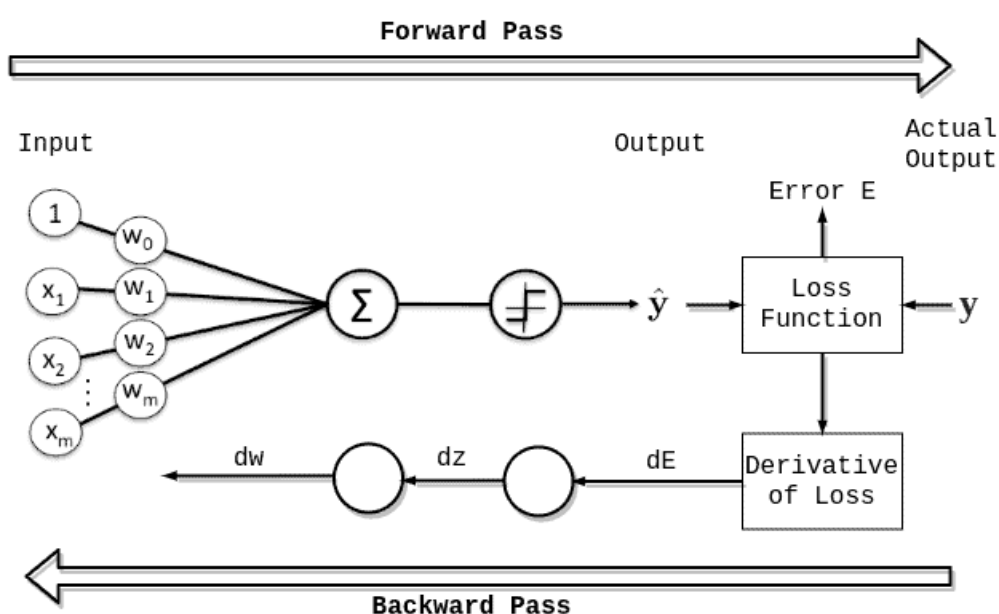 Forward Pass
Input
Output
Actual
Output
Error E
1
w₀
x₁
w₁
x₂
w₂
⋮
xₘ
wₘ
Σ
ŷ
Loss
Function
y
dw
dz
dE
Derivative
of Loss
Backward Pass